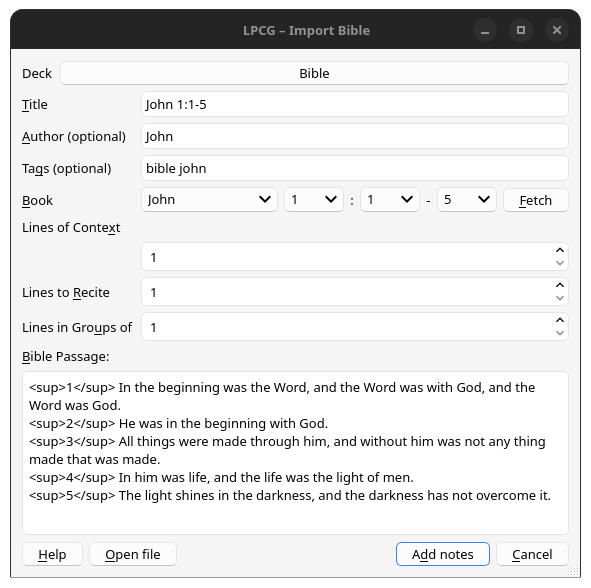 LPCG – Import Bible
Deck Bible
Title John 1:1-5
Author (optional) John
Tags (optional) bible john
Book John 1 : 1 - 5 Fetch
Lines of Context
1
Lines to Recite 1
Lines in Groups of 1
Bible Passage:
<sup>1</sup> In the beginning was the Word, and the Word was with God, and the
Word was God.
<sup>2</sup> He was in the beginning with God.
<sup>3</sup> All things were made through him, and without him was not any thing
made that was made.
<sup>4</sup> In him was life, and the life was the light of men.
<sup>5</sup> The light shines in the darkness, and the darkness has not overcome it.
Help Open file Add notes Cancel